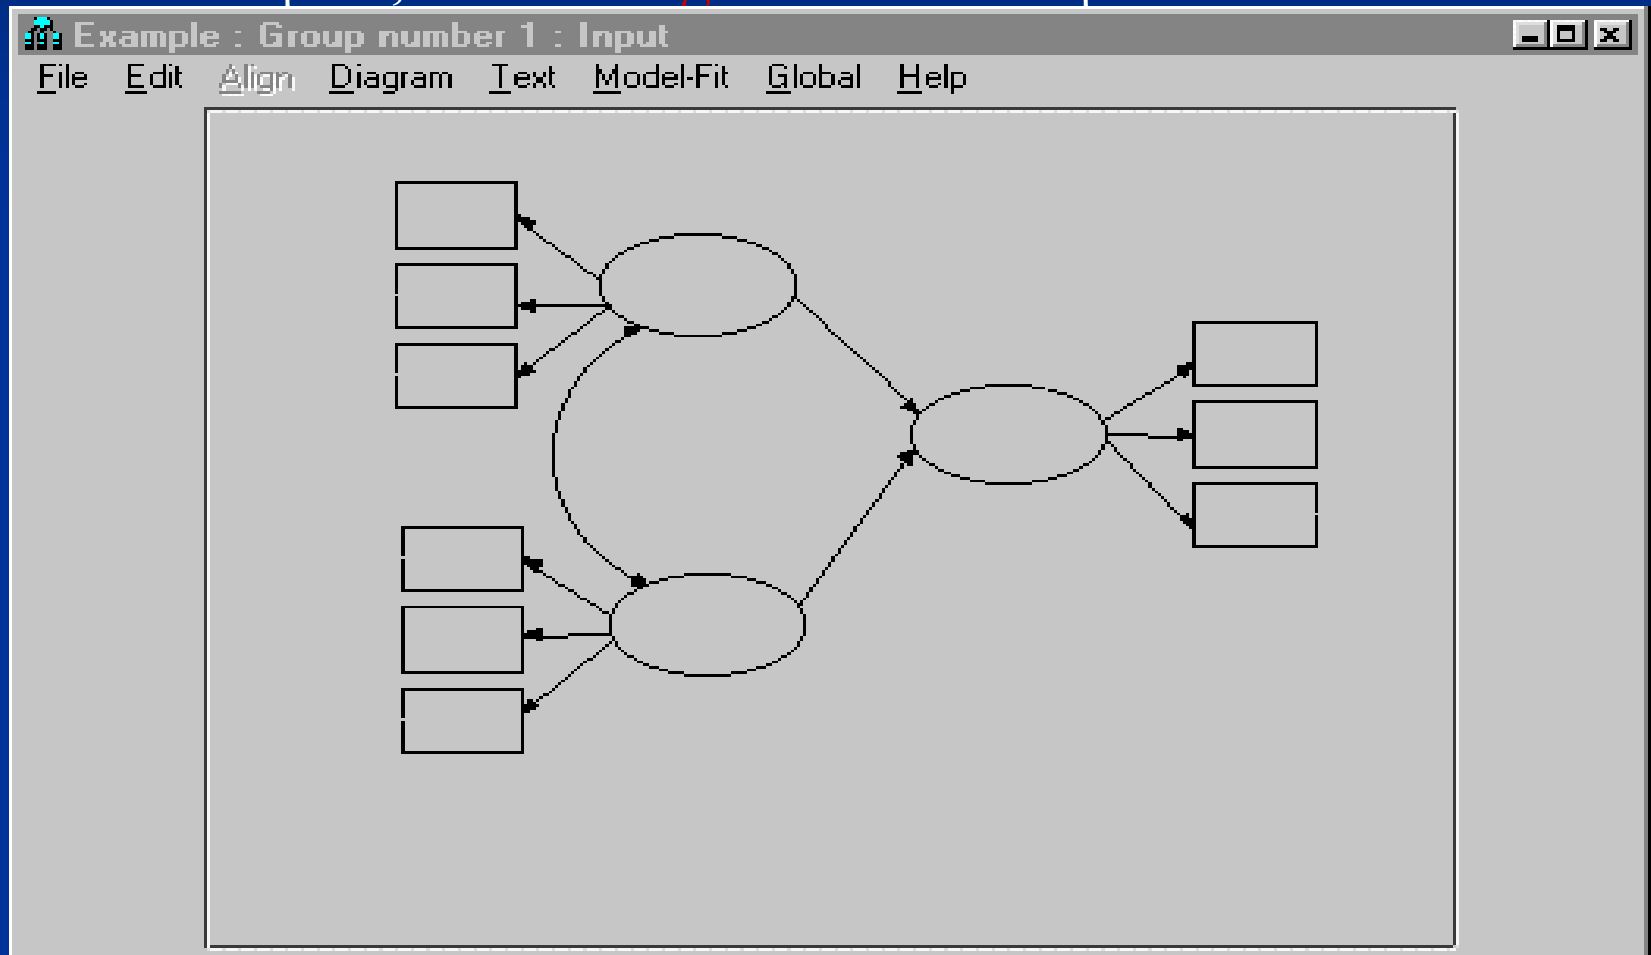 Example : Group number 1 : Input
File Edit Align Diagram Text Model-Fit Global Help